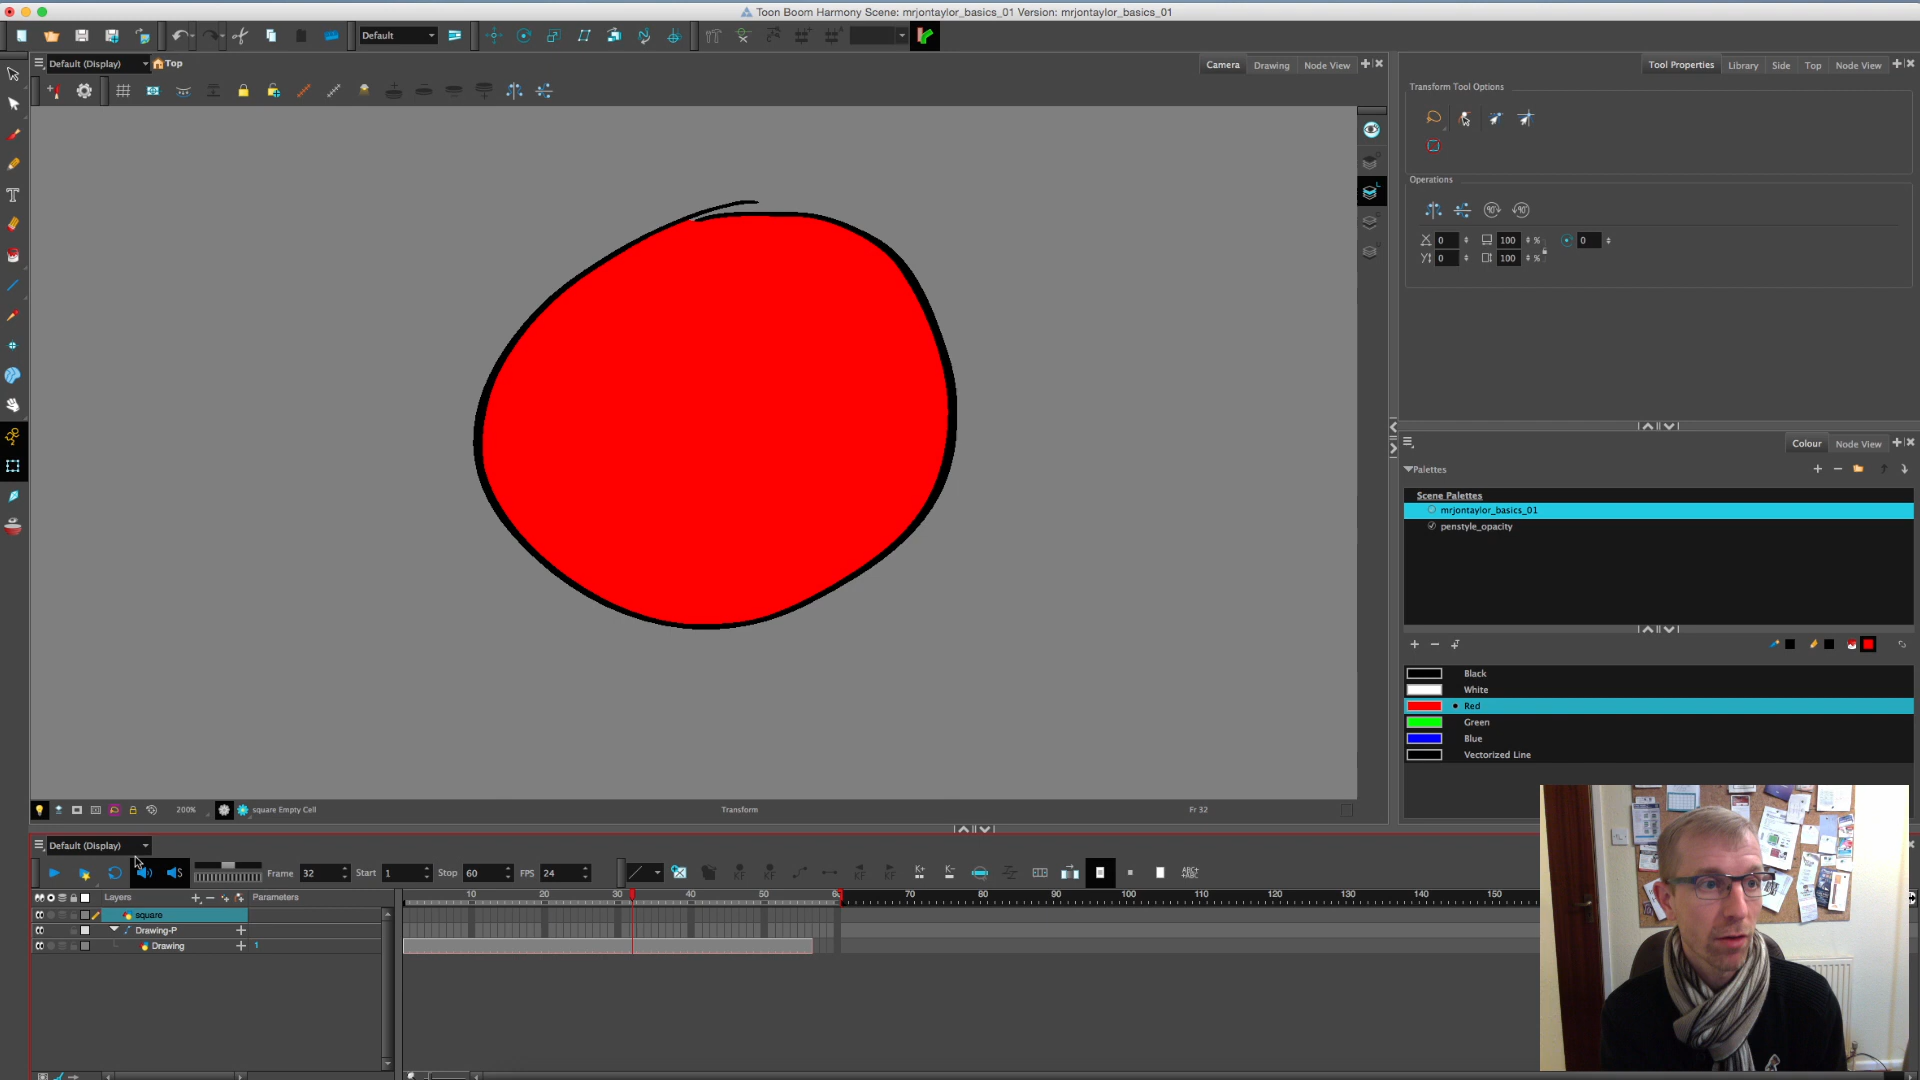 Toon Boom Harmony Scene: mrjontaylor_basics_01 Version: mrjontaylor_basics_01
Default
Default (Display)
Top
Camera
Drawing
Node View
Tool Properties
Library
Side
Top
Node View
Transform Tool Options
Operations
X 0
100 %
0
Y 0
100 %
Colour
Node View
Palettes
Scene Palettes
mrjontaylor_basics_01
penstyle_opacity
Black
White
Red
Green
Blue
Vectorized Line
200%
square Empty Cell
Transform
Fr 32
Default (Display)
Frame 32
Start 1
Stop 60
FPS 24
Layers
Parameters
10 20 30 40 50 70 80 90 100 110 120 130 140 150
square
Drawing-P
Drawing
1